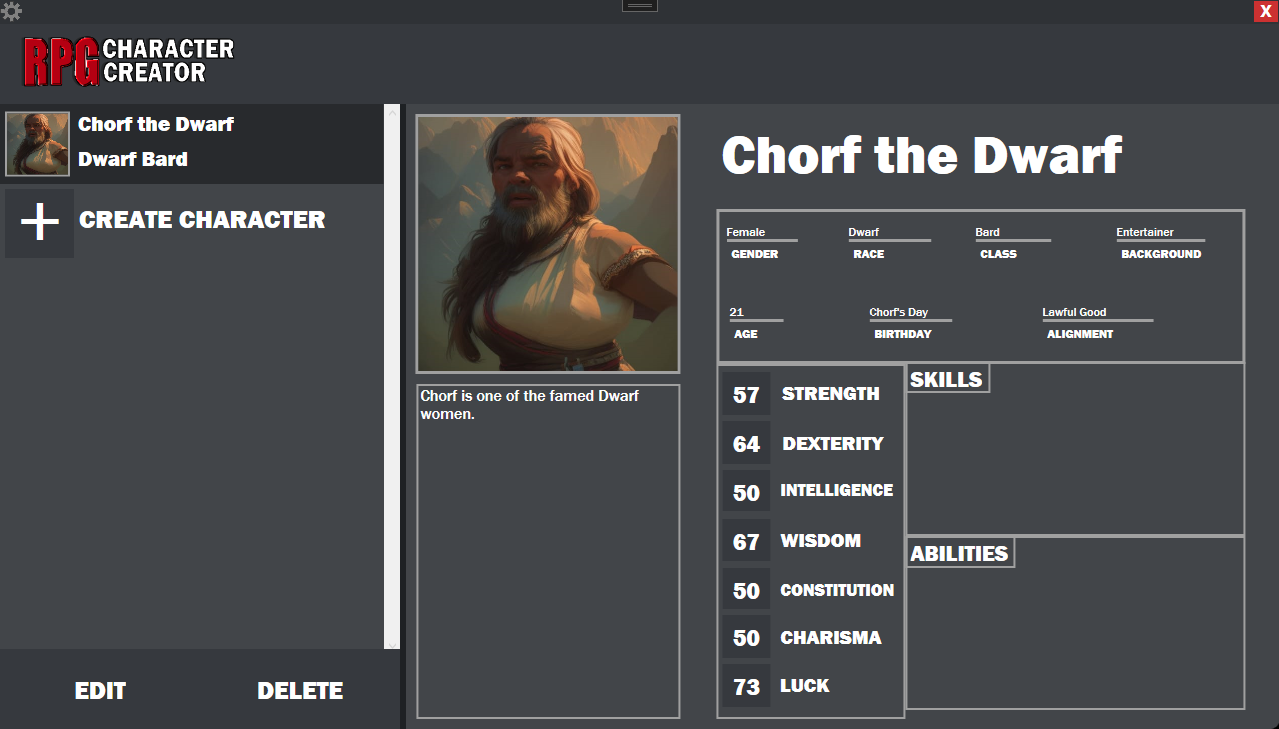 X
RPG CHARACTER
CREATOR
Chorf the Dwarf
Dwarf Bard
CREATE CHARACTER
EDIT
DELETE
Chorf is one of the famed Dwarf
women.
Chorf the Dwarf
Female Dwarf Bard Entertainer
GENDER RACE CLASS BACKGROUND
21 Chorf's Day Lawful Good
AGE BIRTHDAY ALIGNMENT
57 STRENGTH
64 DEXTERITY
50 INTELLIGENCE
67 WISDOM
50 CONSTITUTION
50 CHARISMA
73 LUCK
SKILLS
ABILITIES